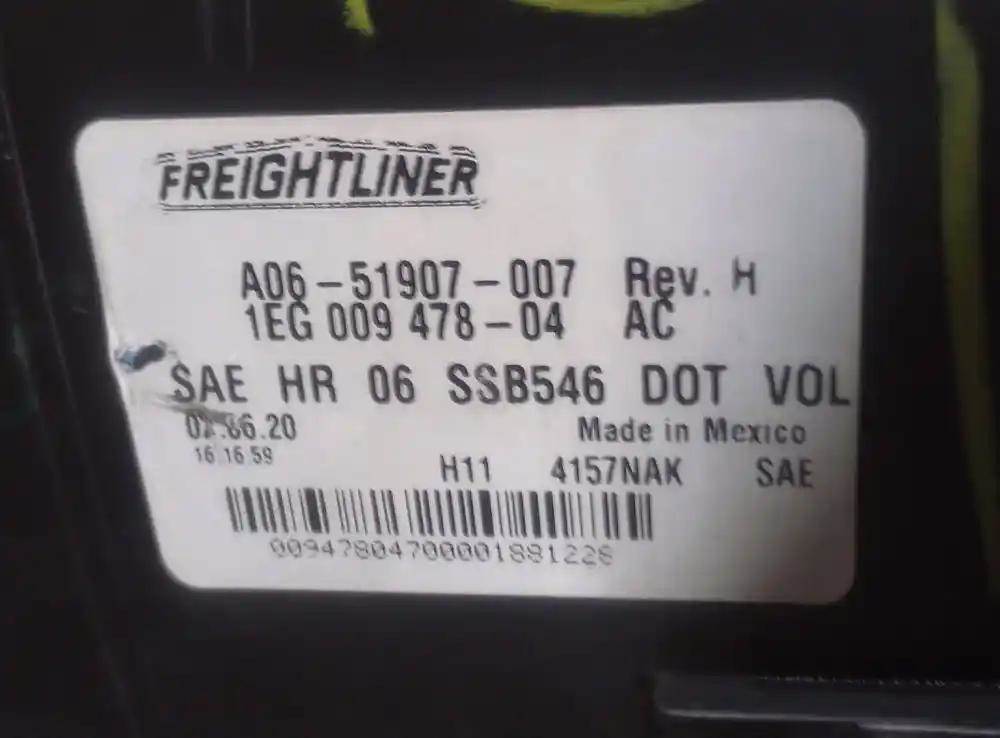 FREIGHTLINER
A06-51907-007 Rev. H
1EG 009 478-04 AC
SAE HR 06 SSB546 DOT VOL
Made in Mexico
16 16 59
H11 4157NAK SAE
00947804700001881228